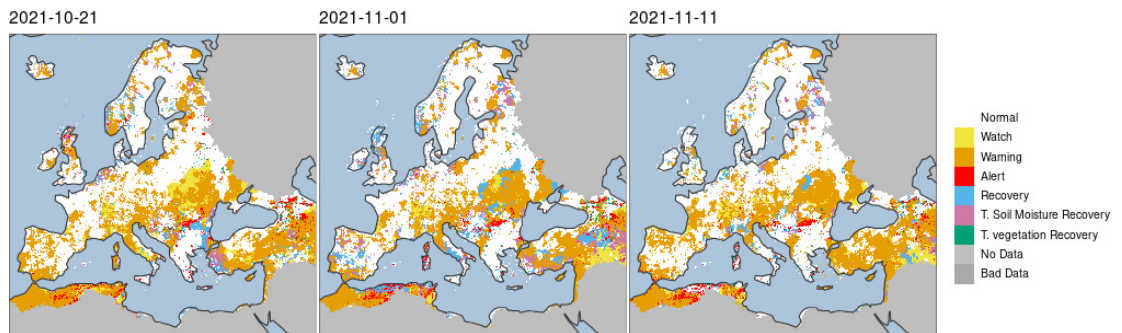 2021-10-21
2021-11-01
2021-11-11
Normal
Watch
Warning
Alert
Recovery
T. Soil Moisture Recovery
T. vegetation Recovery
No Data
Bad Data